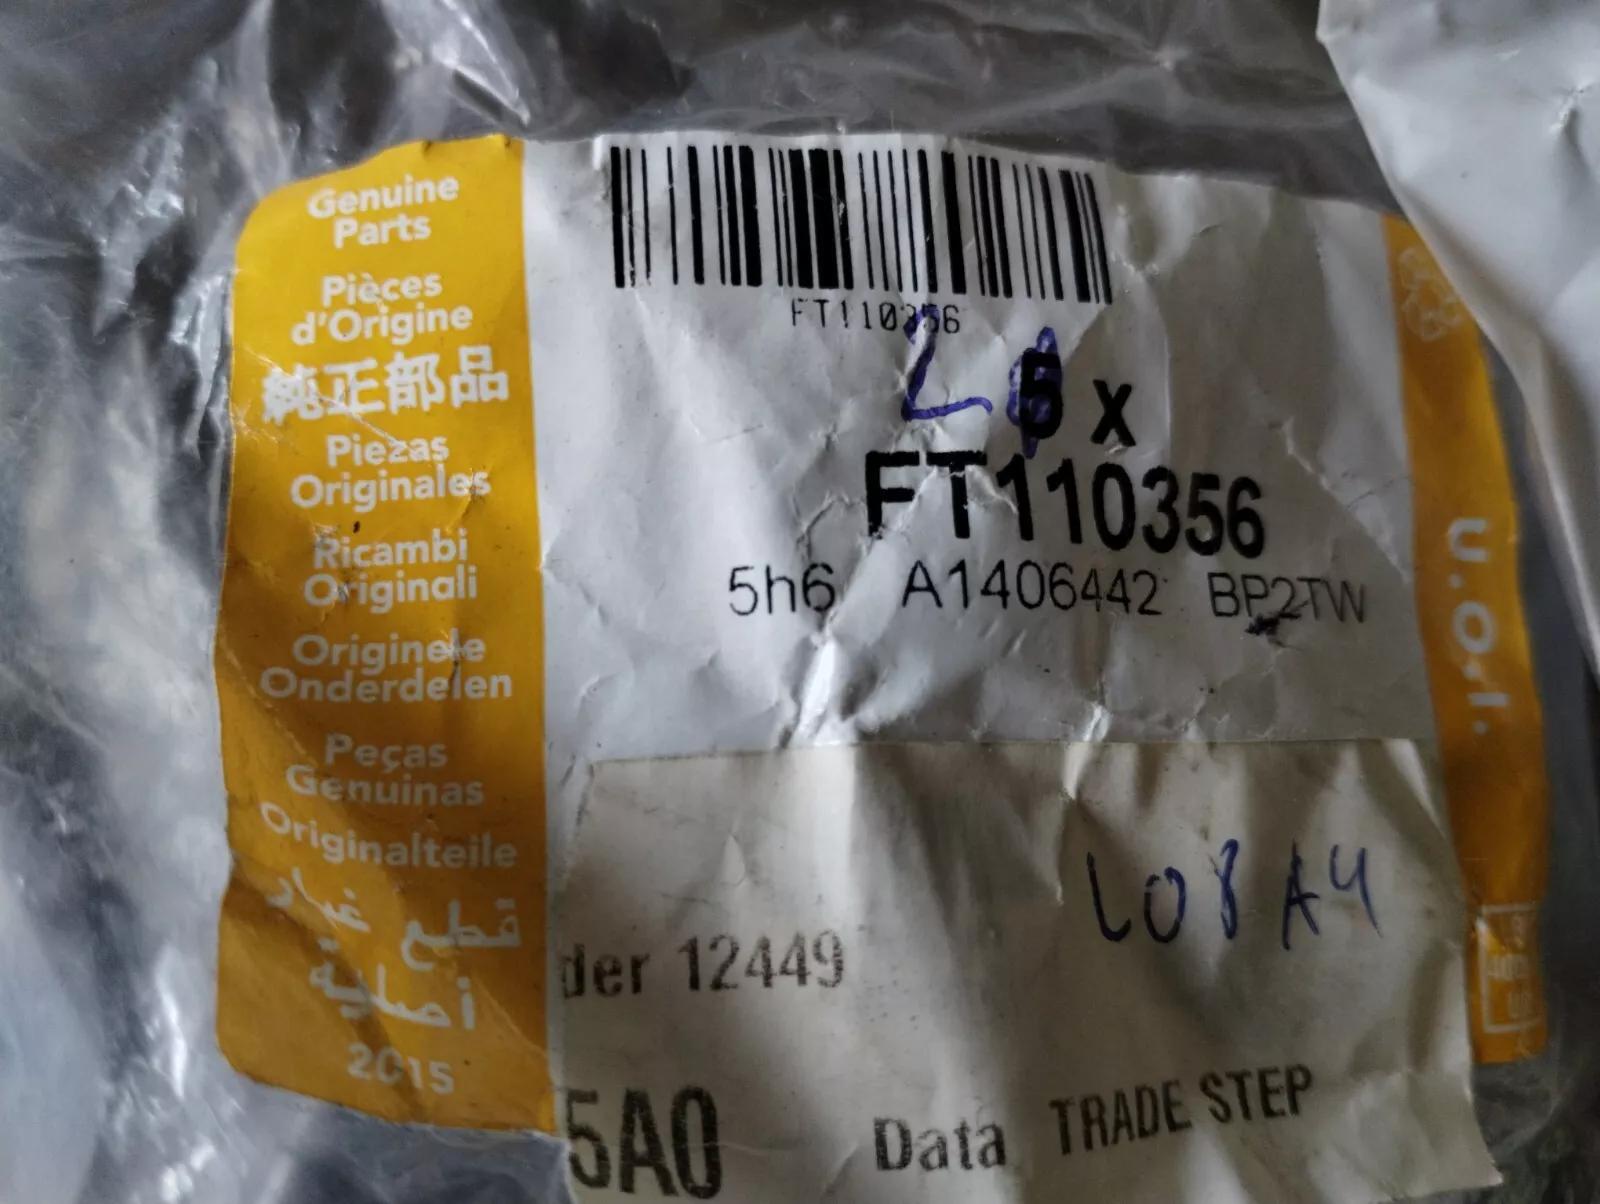 Genuine
Parts
Pièces
d'Origine
純正部品
Piezas
Originales
Ricambi
Originali
Originele
Onderdelen
Peças
Genuinas
Originalteile
قطع غيار
أصلية
2015
FT110356
x
FT110356
5h6 A1406442 BP2TW
U.O.I.
L08A4
der 12449
5A0
Data TRADE STEP